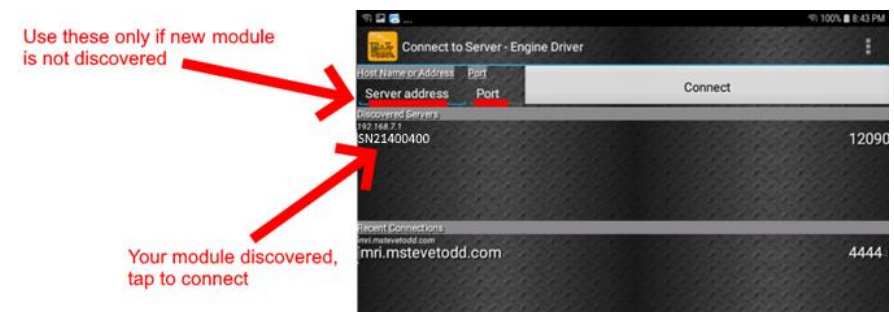 Use these only if new module
is not discovered
... 100% 8:43 PM
Connect to Server - Engine Driver
Host Name or Address Port
Server address Port Connect
Discovered Servers
192.168.7.1
SN21400400 12090
Your module discovered,
tap to connect
Recent Connections
jmri.mstevetodd.com
jmri.mstevetodd.com 4444